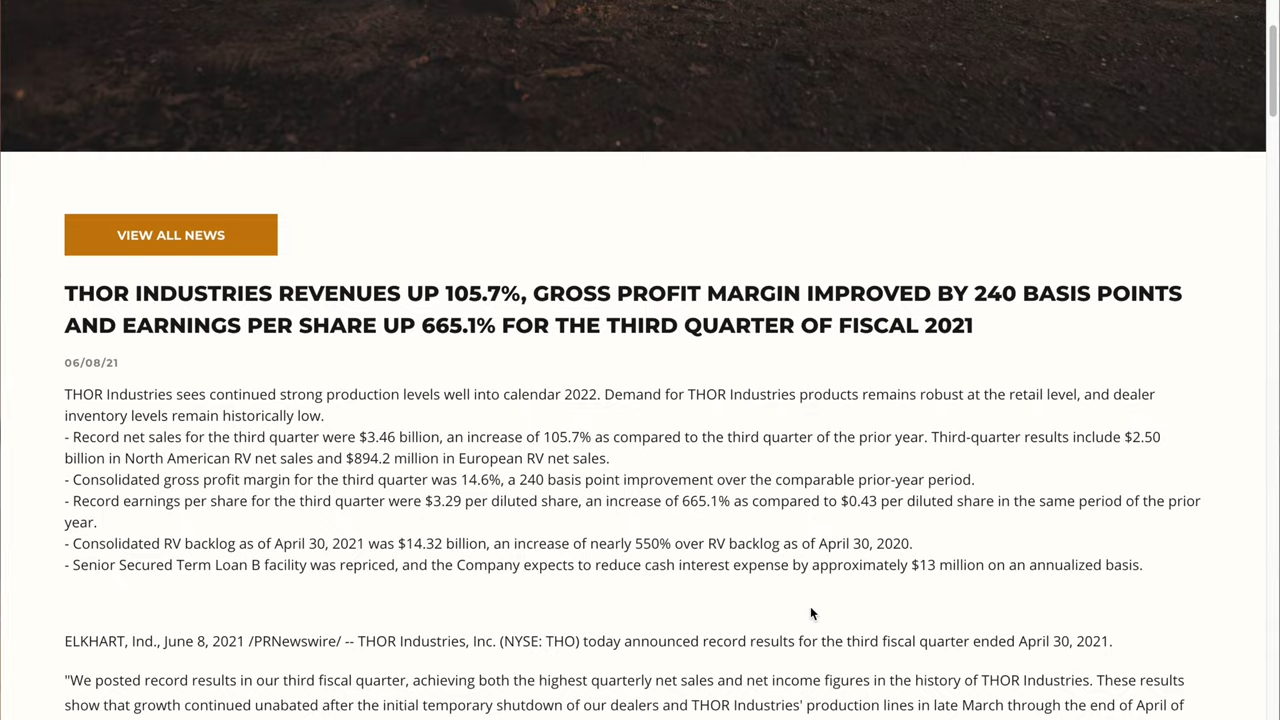 VIEW ALL NEWS
THOR INDUSTRIES REVENUES UP 105.7%, GROSS PROFIT MARGIN IMPROVED BY 240 BASIS POINTS
AND EARNINGS PER SHARE UP 665.1% FOR THE THIRD QUARTER OF FISCAL 2021
06/08/21
THOR Industries sees continued strong production levels well into calendar 2022. Demand for THOR Industries products remains robust at the retail level, and dealer
inventory levels remain historically low.
- Record net sales for the third quarter were $3.46 billion, an increase of 105.7% as compared to the third quarter of the prior year. Third-quarter results include $2.50
billion in North American RV net sales and $894.2 million in European RV net sales.
- Consolidated gross profit margin for the third quarter was 14.6%, a 240 basis point improvement over the comparable prior-year period.
- Record earnings per share for the third quarter were $3.29 per diluted share, an increase of 665.1% as compared to $0.43 per diluted share in the same period of the prior
year.
- Consolidated RV backlog as of April 30, 2021 was $14.32 billion, an increase of nearly 550% over RV backlog as of April 30, 2020.
- Senior Secured Term Loan B facility was repriced, and the Company expects to reduce cash interest expense by approximately $13 million on an annualized basis.
ELKHART, Ind., June 8, 2021 /PRNewswire/ -- THOR Industries, Inc. (NYSE: THO) today announced record results for the third fiscal quarter ended April 30, 2021.
"We posted record results in our third fiscal quarter, achieving both the highest quarterly net sales and net income figures in the history of THOR Industries. These results
show that growth continued unabated after the initial temporary shutdown of our dealers and THOR Industries' production lines in late March through the end of April of